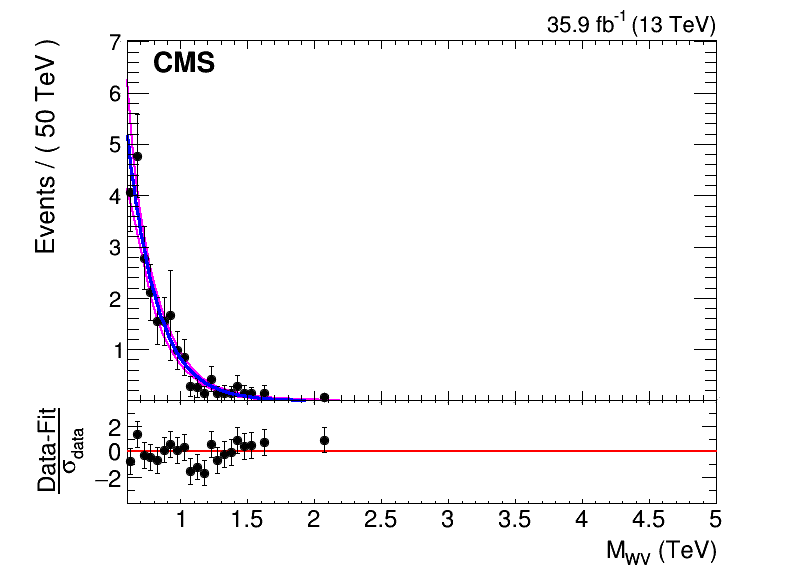 35.9 fb⁻¹ (13 TeV)
CMS
Events / ( 50 TeV )
7
6
5
4
3
2
1
Data-Fit
σdata
2
0
−2
1 1.5 2 2.5 3 3.5 4 4.5 5
MWV (TeV)